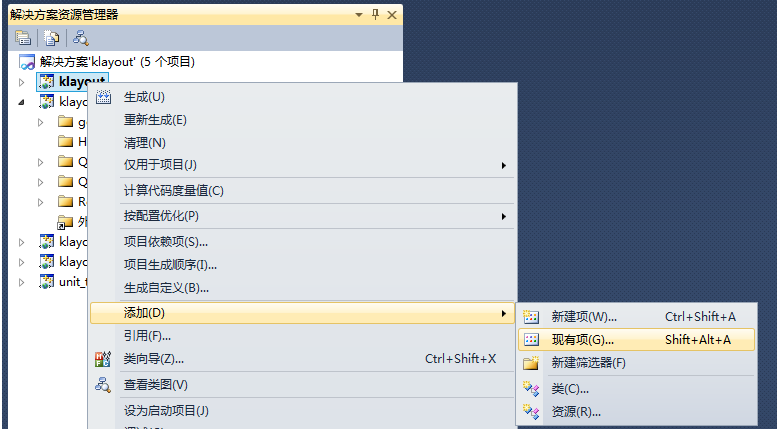 解决方案资源管理器
解决方案'klayout' (5 个项目)
klayout
klayo
生成(U)
重新生成(E)
g
清理(N)
H
仅用于项目(J)
Q
计算代码度量值(C)
Q
按配置优化(P)
R
外
项目依赖项(S)...
klayo
项目生成顺序(I)...
klayo
生成自定义(B)...
unit_t
添加(D)
新建项(W)... Ctrl+Shift+A
引用(F)...
现有项(G)... Shift+Alt+A
类向导(Z)... Ctrl+Shift+X
新建筛选器(F)
查看类图(V)
类(C)...
设为启动项目(J)
资源(R)...